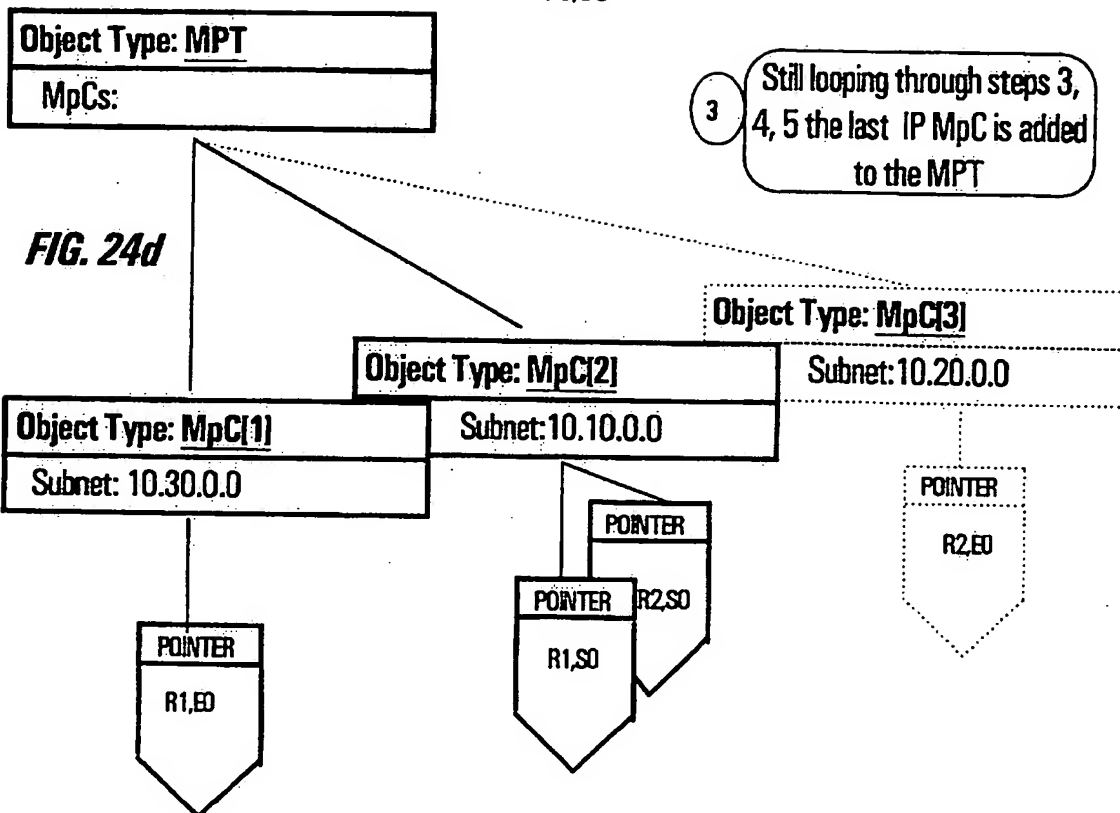 Object Type: MPT
MpCs:
3
Still looping through steps 3,
4, 5 the last IP MpC is added
to the MPT
FIG. 24d
Object Type: MpC[3]
Subnet:10.20.0.0
Object Type: MpC[2]
Subnet:10.10.0.0
Object Type: MpC[1]
Subnet: 10.30.0.0
POINTER
R2,E0
POINTER
R2,S0
POINTER
R1,S0
POINTER
R1,E0